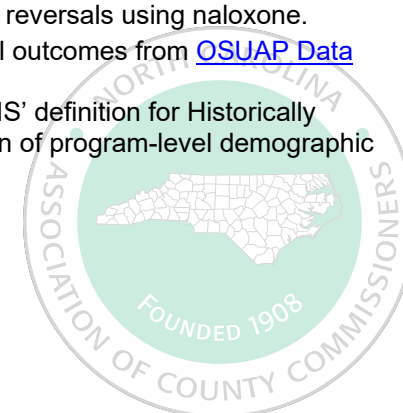 reversals using naloxone.
l outcomes from OSUAP Data
IS’ definition for Historically
n of program-level demographic
NORTH CAROLINA
ASSOCIATION OF COUNTY COMMISSIONERS
FOUNDED 1908